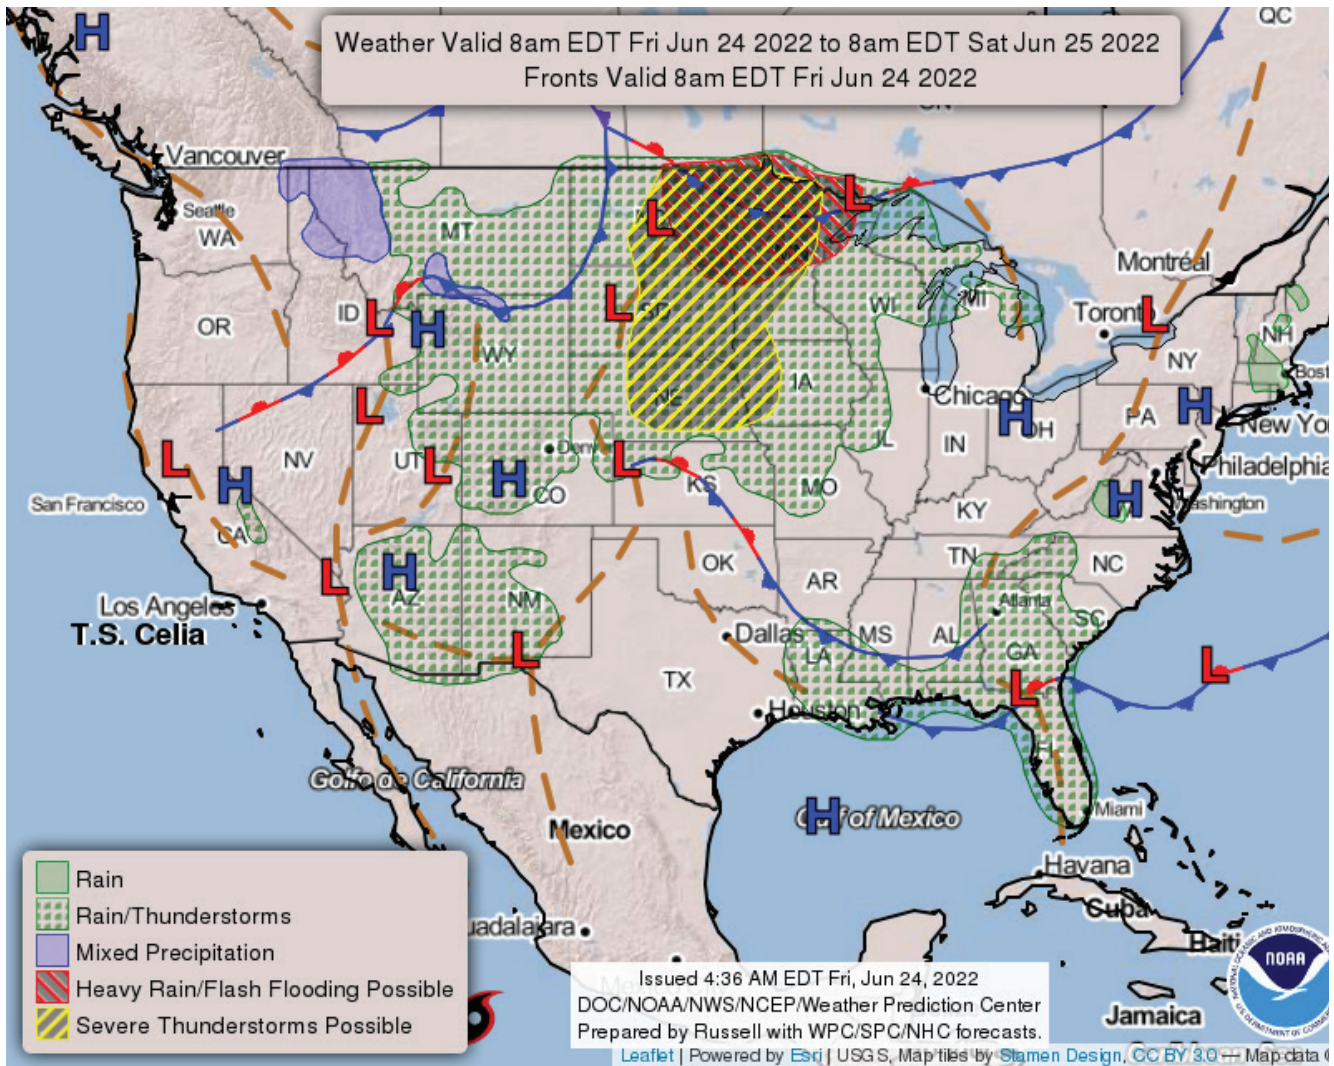 QC
Weather Valid 8am EDT Fri Jun 24 2022 to 8am EDT Sat Jun 25 2022
Fronts Valid 8am EDT Fri Jun 24 2022
H
Vancouver
Seattle
WA
MT
L
L
Montréal
OR
ID
L
H
WY
L
SD
WI
MI
Toronto
L
NY
NH
L
NE
IA
Chicago
H
OH
PA
H
New Yo
L
H
NV
UT
L
H
CO
L
KS
MO
IL
IN
Philadelphia
San Francisco
CA
KY
H
Washington
L
H
AZ
NM
OK
AR
TN
NC
Los Angeles
T.S. Celia
L
Dallas
LA
MS
AL
Atlanta
GA
SC
TX
L
L
Houston
Golfo de California
Mexico
H
Gulf of Mexico
Miami
Havana
Cuba
Haiti
Jamaica
Rain
Rain/Thunderstorms
Mixed Precipitation
Heavy Rain/Flash Flooding Possible
Severe Thunderstorms Possible
uadalajara
NOAA
Issued 4:36 AM EDT Fri, Jun 24, 2022
DOC/NOAA/NWS/NCEP/Weather Prediction Center
Prepared by Russell with WPC/SPC/NHC forecasts.
Leaflet | Powered by Esri | USGS, Map tiles by Stamen Design, CC BY 3.0 — Map data ©